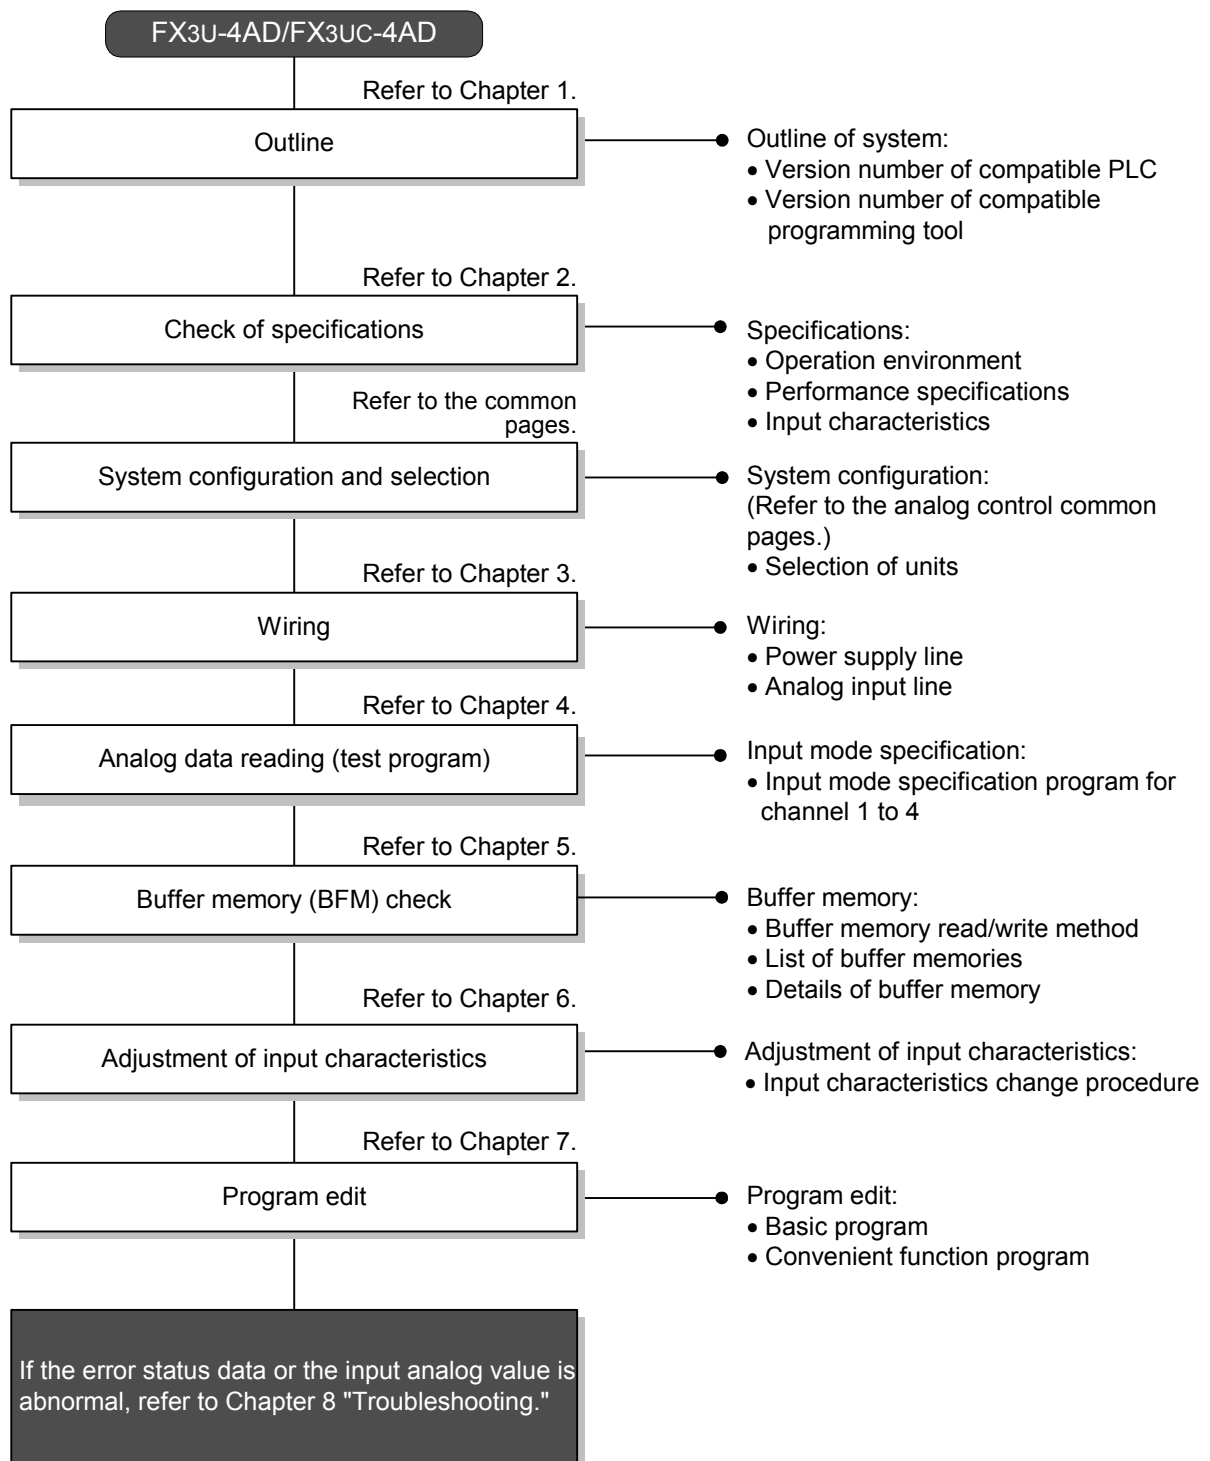 FX3U-4AD/FX3UC-4AD
Refer to Chapter 1.
Outline
Outline of system:
• Version number of compatible PLC
• Version number of compatible
programming tool
Refer to Chapter 2.
Check of specifications
Specifications:
• Operation environment
• Performance specifications
• Input characteristics
Refer to the common
pages.
System configuration and selection
System configuration:
(Refer to the analog control common
pages.)
• Selection of units
Refer to Chapter 3.
Wiring
Wiring:
• Power supply line
• Analog input line
Refer to Chapter 4.
Analog data reading (test program)
Input mode specification:
• Input mode specification program for
channel 1 to 4
Refer to Chapter 5.
Buffer memory (BFM) check
Buffer memory:
• Buffer memory read/write method
• List of buffer memories
• Details of buffer memory
Refer to Chapter 6.
Adjustment of input characteristics
Adjustment of input characteristics:
• Input characteristics change procedure
Refer to Chapter 7.
Program edit
Program edit:
• Basic program
• Convenient function program
If the error status data or the input analog value is
abnormal, refer to Chapter 8 "Troubleshooting."